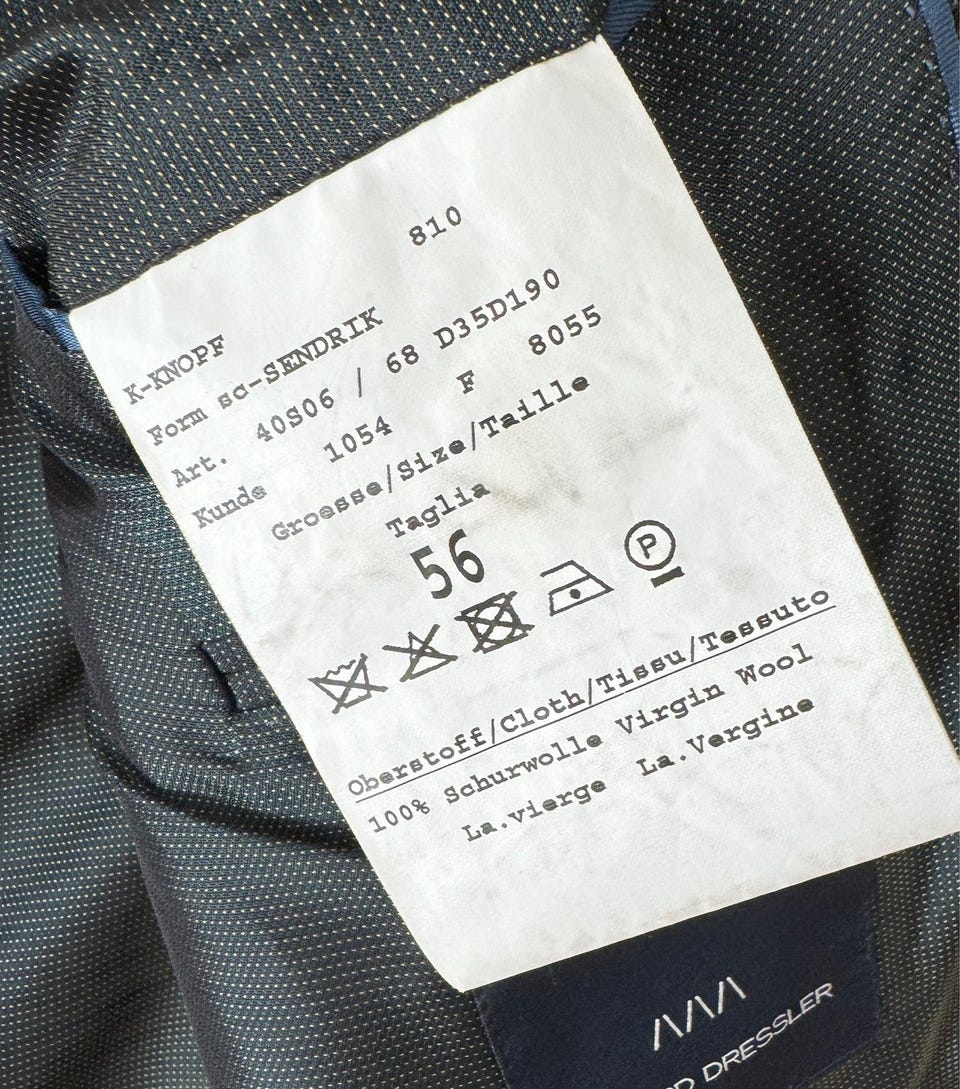 810
K-KNOPF
Form sc-SENDRIK
Art. 40S06 / 68 D35D190
Kunde 1054 F 8055
Groesse/Size/Taille
Taglia
56
P
Oberstoff/Cloth/Tissu/Tessuto
100% Schurwolle Virgin Wool
La.vierge La.Vergine
DRESSLER